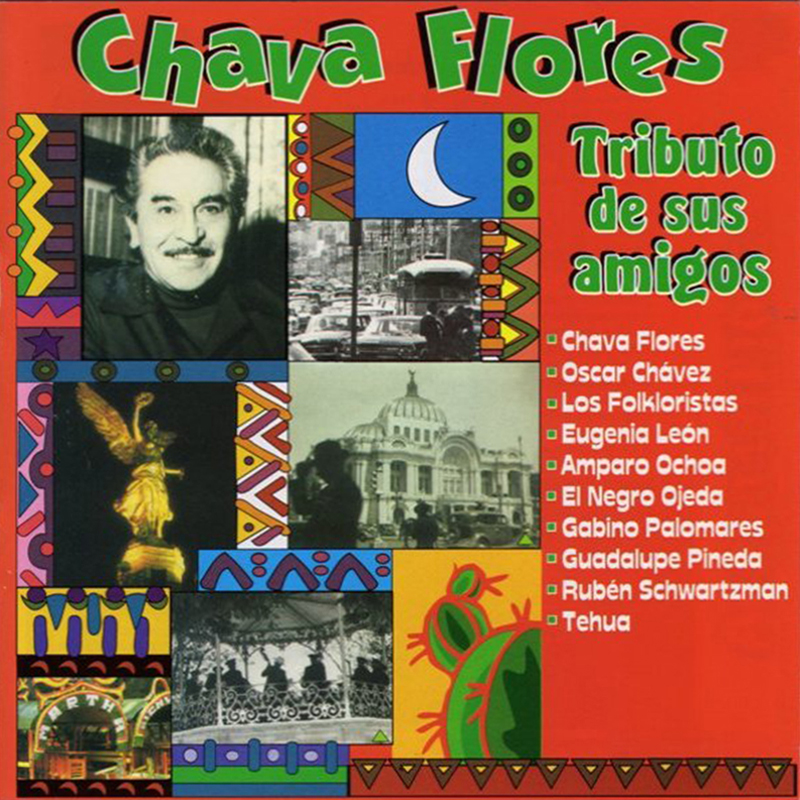 Chava Flores
Tributo
de sus
amigos
Chava Flores
Oscar Chávez
Los Folkloristas
Eugenia León
Amparo Ochoa
El Negro Ojeda
Gabino Palomares
Guadalupe Pineda
Rubén Schwartzman
Tehua
MARTHA